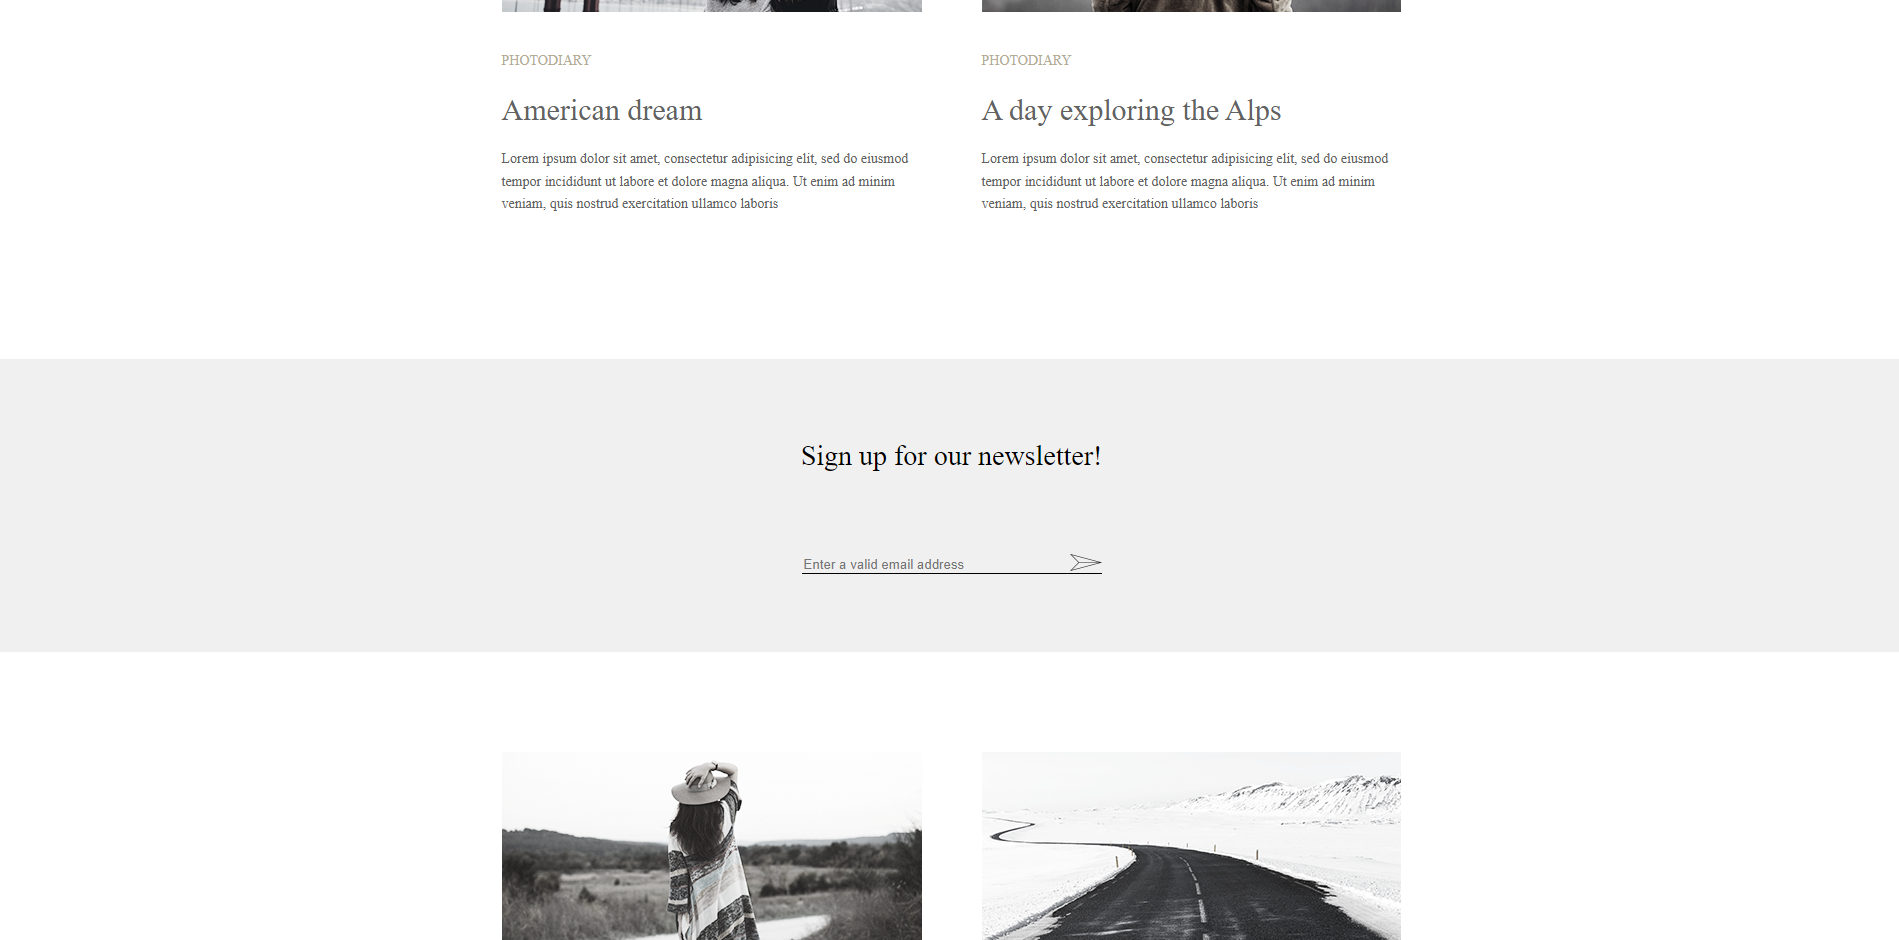 PHOTODIARY
American dream
Lorem ipsum dolor sit amet, consectetur adipisicing elit, sed do eiusmod
tempor incididunt ut labore et dolore magna aliqua. Ut enim ad minim
veniam, quis nostrud exercitation ullamco laboris
PHOTODIARY
A day exploring the Alps
Lorem ipsum dolor sit amet, consectetur adipisicing elit, sed do eiusmod
tempor incididunt ut labore et dolore magna aliqua. Ut enim ad minim
veniam, quis nostrud exercitation ullamco laboris
Sign up for our newsletter!
Enter a valid email address